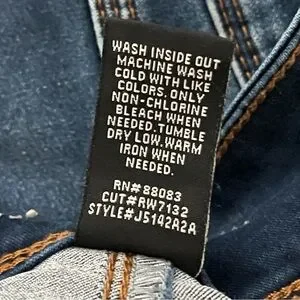 WASH INSIDE OUT
MACHINE WASH
COLD WITH LIKE
COLORS. ONLY
NON-CHLORINE
BLEACH WHEN
NEEDED. TUMBLE
DRY LOW. WARM
IRON WHEN
NEEDED.
RN#88083
CUT#RW7132
STYLE#J5142A2A